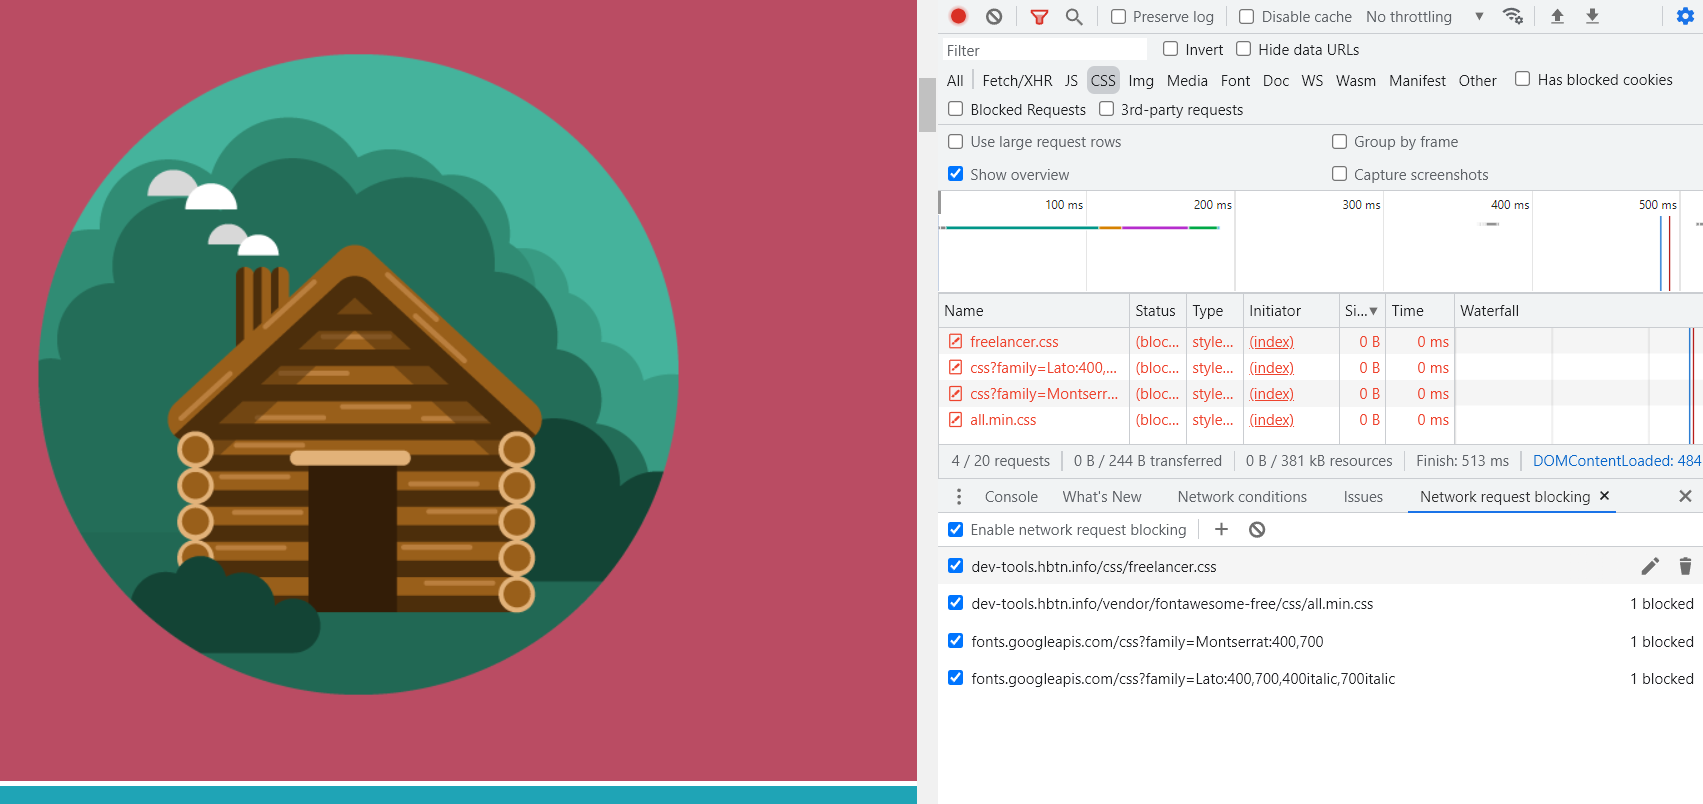 Preserve log Disable cache No throttling
Filter Invert Hide data URLs
All Fetch/XHR JS CSS Img Media Font Doc WS Wasm Manifest Other Has blocked cookies
Blocked Requests 3rd-party requests
Use large request rows Group by frame
Show overview Capture screenshots
100 ms 200 ms 300 ms 400 ms 500 ms
Name Status Type Initiator Si... Time Waterfall
freelancer.css (bloc... style... (index) 0 B 0 ms
css?family=Lato:400,... (bloc... style... (index) 0 B 0 ms
css?family=Montserr... (bloc... style... (index) 0 B 0 ms
all.min.css (bloc... style... (index) 0 B 0 ms
4 / 20 requests 0 B / 244 B transferred 0 B / 381 kB resources Finish: 513 ms DOMContentLoaded: 484
Console What's New Network conditions Issues Network request blocking
Enable network request blocking
dev-tools.hbtn.info/css/freelancer.css
dev-tools.hbtn.info/vendor/fontawesome-free/css/all.min.css 1 blocked
fonts.googleapis.com/css?family=Montserrat:400,700 1 blocked
fonts.googleapis.com/css?family=Lato:400,700,400italic,700italic 1 blocked